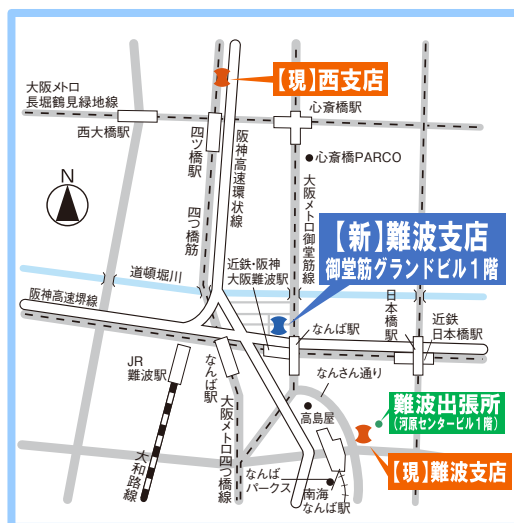 【現】西支店
大阪メトロ
長堀鶴見緑地線
西大橋駅
四ツ橋駅
阪神高速環状線
心斎橋駅
心斎橋PARCO
N
四つ橋筋
大阪メトロ御堂筋線
【新】難波支店
御堂筋グランドビル1階
道頓堀川
近鉄・阪神
大阪難波駅
阪神高速堺線
なんば駅
日本橋駅
近鉄
日本橋駅
JR
難波駅
なんば駅
なんさん通り
高島屋
難波出張所
(河原センタービル1階)
大和路線
大阪メトロ四つ橋線
なんば
パークス
南海
なんば駅
【現】難波支店